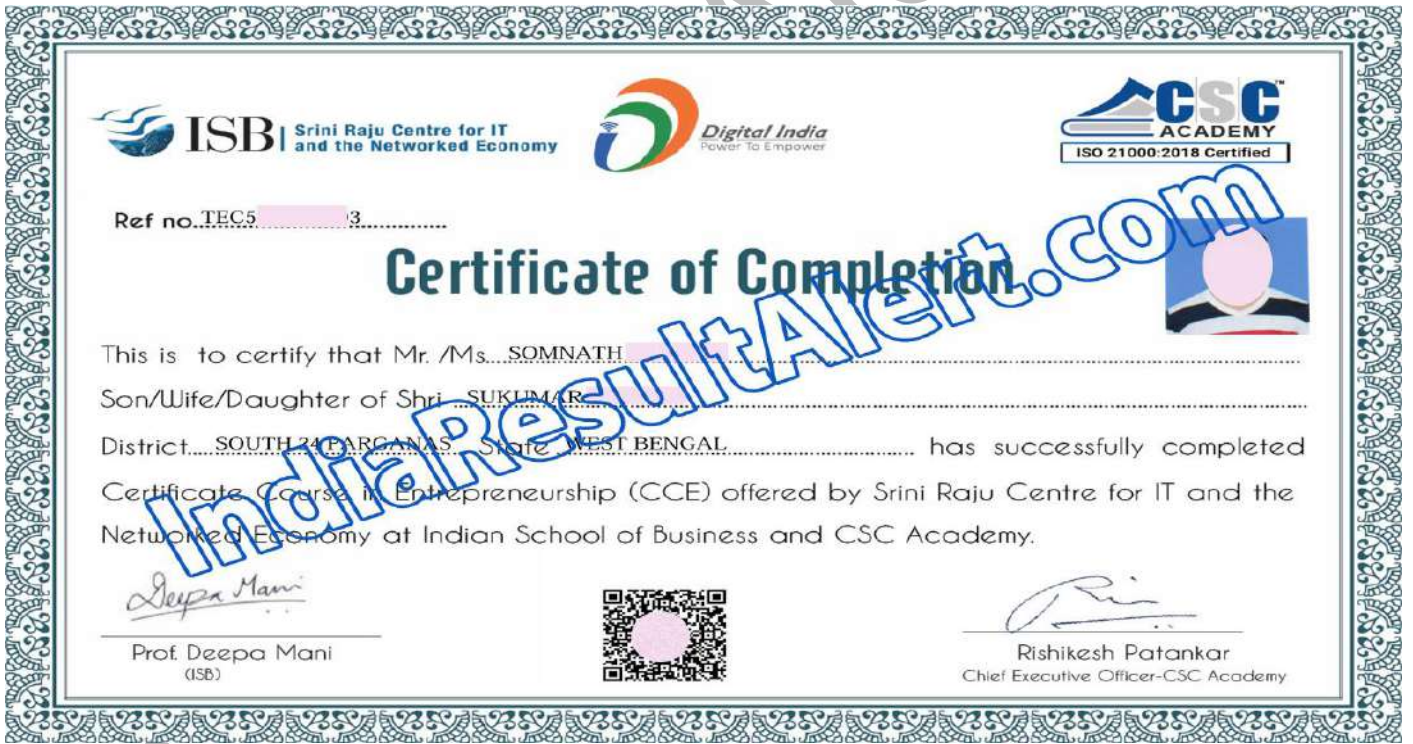 ISB Srini Raju Centre for IT
and the Networked Economy
Digital India
Power To Empower
CSC™
ACADEMY
ISO 21000:2018 Certified
Ref no. TEC5 3
Certificate of Completion
This is to certify that Mr. /Ms. SOMNATH
Son/Wife/Daughter of Shri SUKUMAR
District SOUTH 24 PARGANAS State WEST BENGAL has successfully completed
Certificate Course in Entrepreneurship (CCE) offered by Srini Raju Centre for IT and the
Networked Economy at Indian School of Business and CSC Academy.
IndiaResultAlert.com
Deepa Mani
Prof. Deepa Mani
(ISB)
Rishikesh Patankar
Chief Executive Officer-CSC Academy